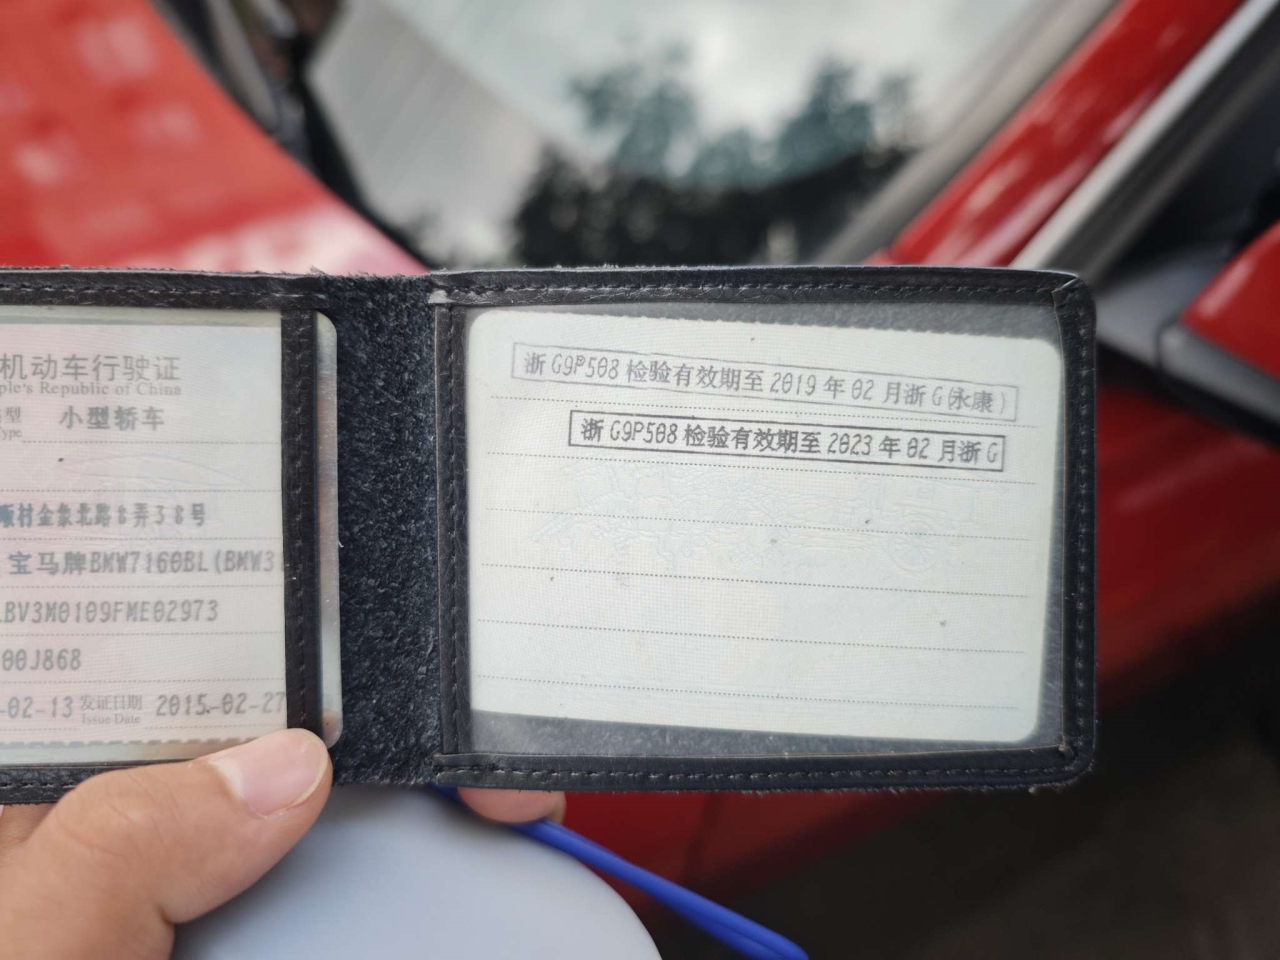 机动车行驶证
ple's Republic of China
型 小型轿车
Type
村金象北路8弄38号
宝马牌BMW7160BL(BMW31
LBV3M0109FME02973
00J868
-02-13 发证日期 2015-02-27
Issue Date
浙G9P508检验有效期至2019年02月浙G(永康)
浙G9P508检验有效期至2023年02月浙G